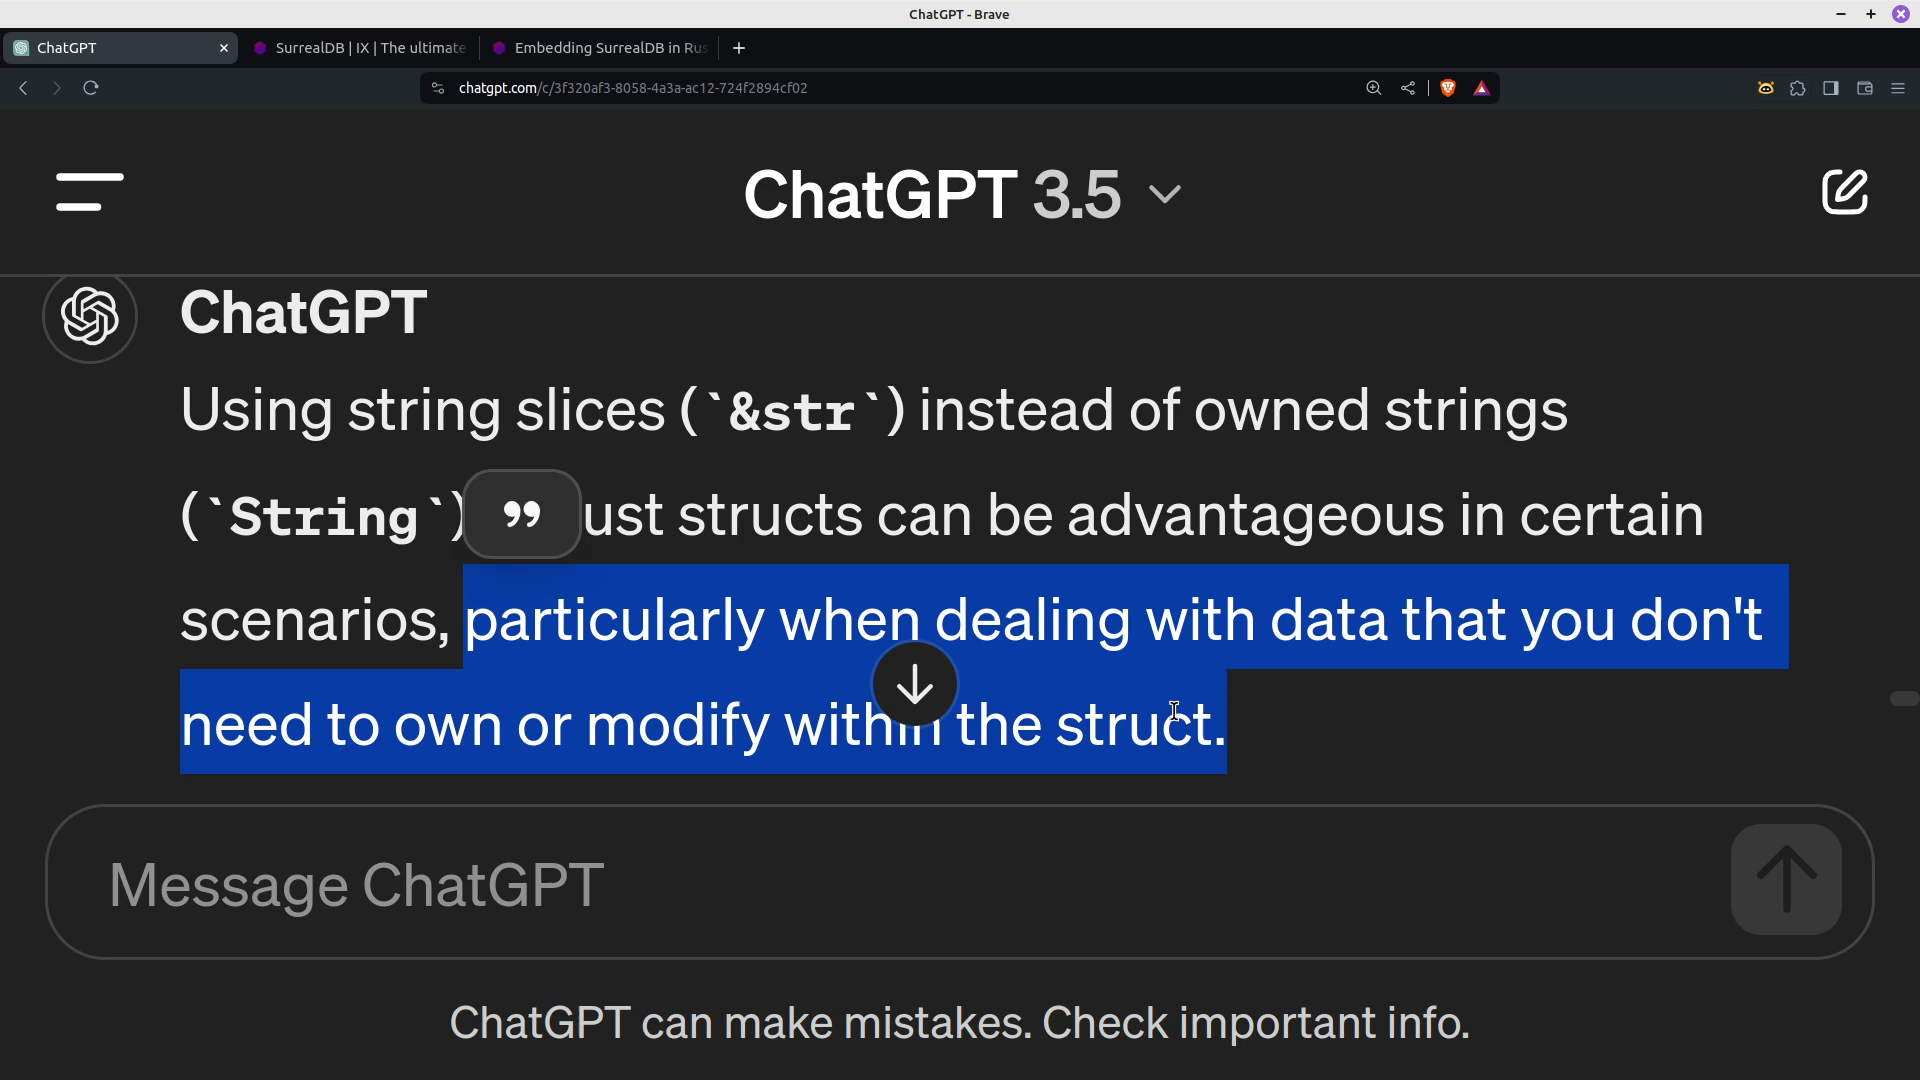 ChatGPT - Brave
ChatGPT
SurrealDB | IX | The ultimate
Embedding SurrealDB in Rus
chatgpt.com/c/3f320af3-8058-4a3a-ac12-724f2894cf02
ChatGPT 3.5
ChatGPT
Using string slices (`&str`) instead of owned strings
(`String`) ust structs can be advantageous in certain
scenarios, particularly when dealing with data that you don't
need to own or modify within the struct.
Message ChatGPT
ChatGPT can make mistakes. Check important info.